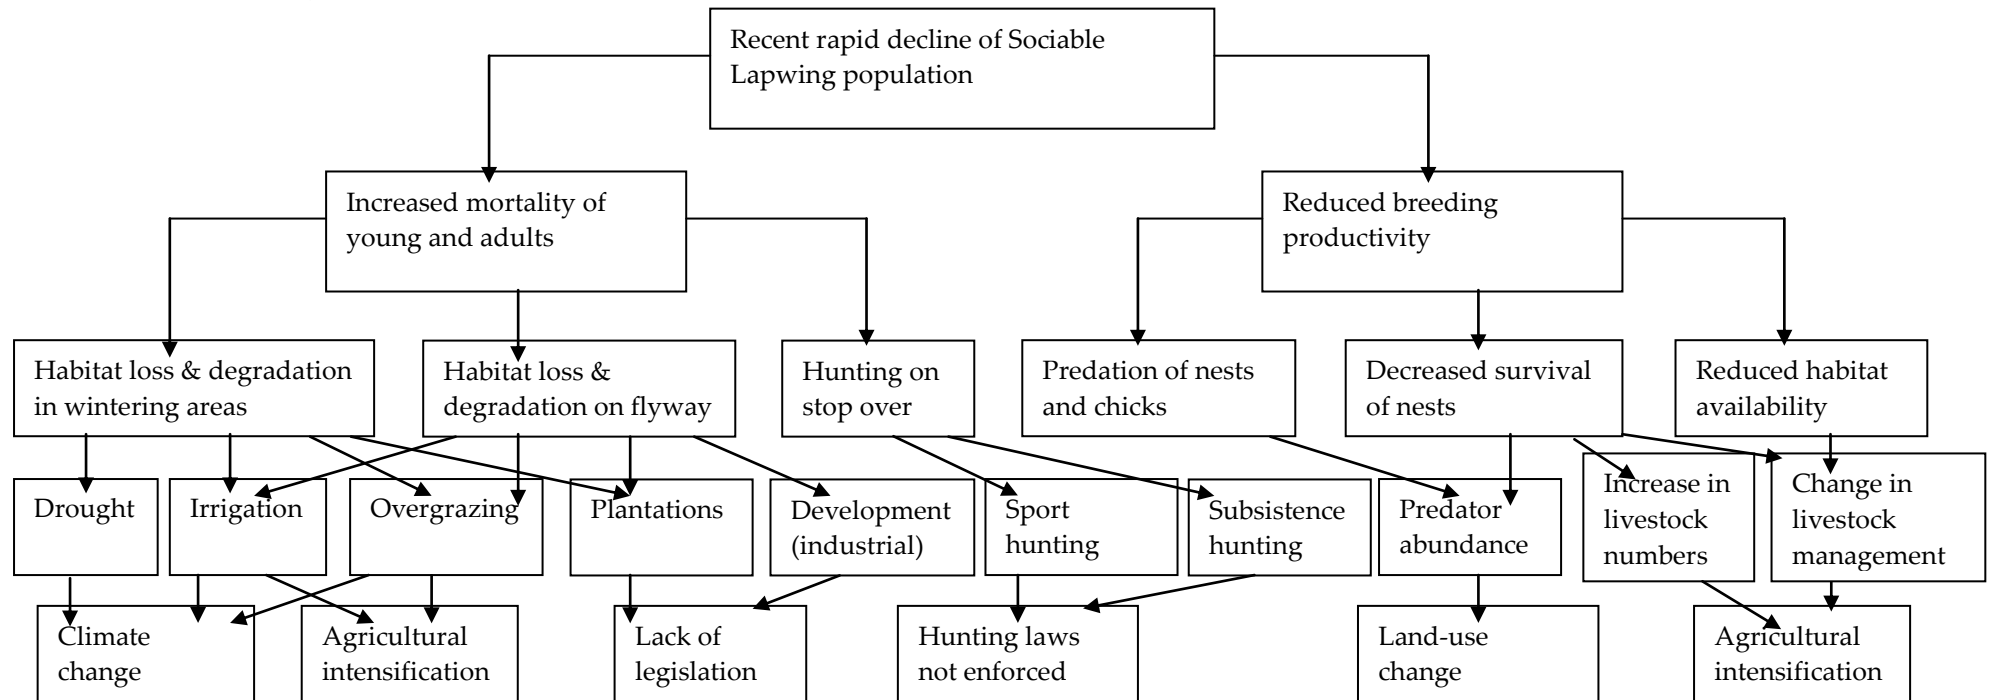 Recent rapid decline of Sociable
Lapwing population
Increased mortality of
young and adults
Reduced breeding
productivity
Habitat loss & degradation
in wintering areas
Habitat loss &
degradation on flyway
Hunting on
stop over
Predation of nests
and chicks
Decreased survival
of nests
Reduced habitat
availability
Drought
Irrigation
Overgrazing
Plantations
Development
(industrial)
Sport
hunting
Subsistence
hunting
Predator
abundance
Increase in
livestock
numbers
Change in
livestock
management
Climate
change
Agricultural
intensification
Lack of
legislation
Hunting laws
not enforced
Land-use
change
Agricultural
intensification